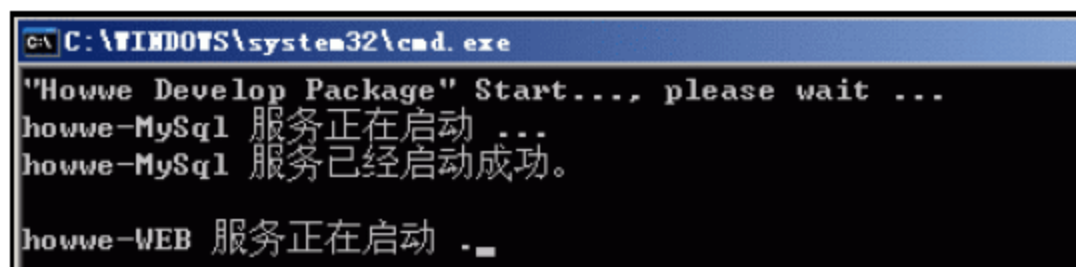 C:\WINDOWS\system32\cmd.exe
"Howwe Develop Package" Start..., please wait ...
howwe-MySql 服务正在启动 ...
howwe-MySql 服务已经启动成功。
howwe-WEB 服务正在启动 .